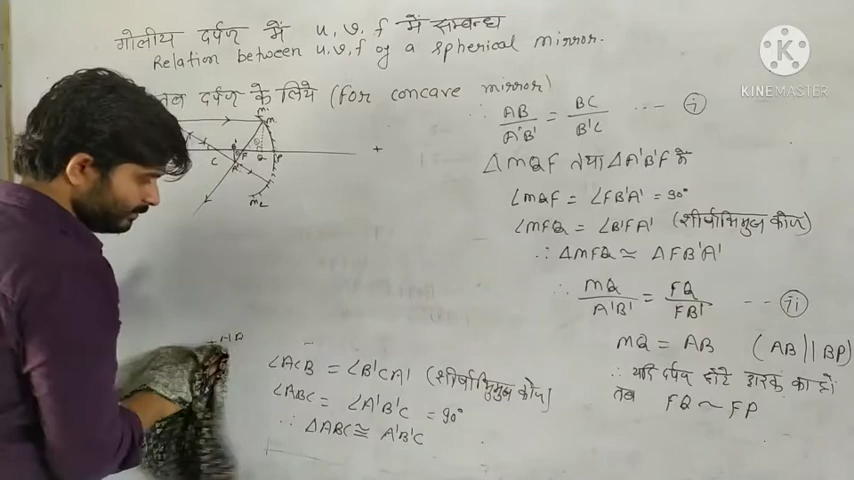 गोलीय दर्पण में u, v, f में सम्बन्ध
Relation between u, v, f of a spherical mirror.
दर्पण के लिये (for concave mirror)
M₁
M
C
F
Q
P
M₂
+
∠ACB = ∠B'CA' (शीर्षाभिमुख कोण)
∠ABC = ∠A'B'C = 90°
∴ ΔABC ≅ A'B'C
∴ AB/A'B' = BC/B'C --- (i)
ΔMQF तथा ΔA'B'F में
∠MQF = ∠FB'A' = 90°
∠MFQ = ∠B'FA' (शीर्षाभिमुख कोण)
∴ ΔMFQ ≃ ΔFB'A'
∴ MQ/A'B' = FQ/FB' --- (ii)
MQ = AB (AB||BP)
∴ यदि दर्पण छोटे द्वारक का हो
तब FQ ~ FP
KINEMASTER